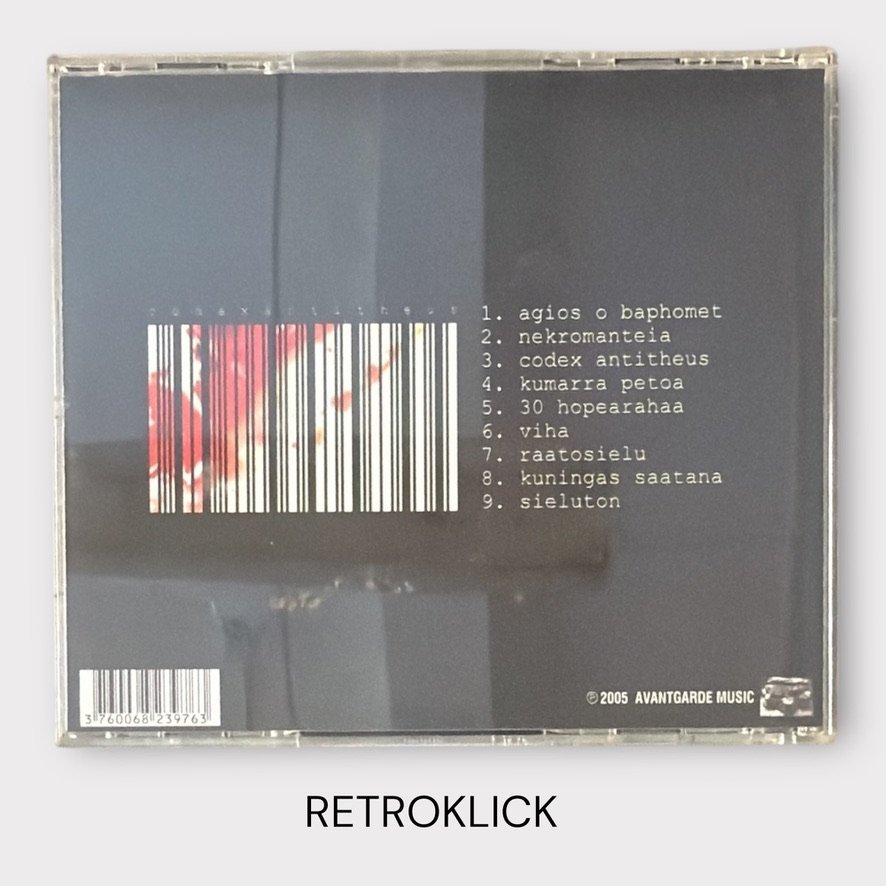 codexantitheus
1. agios o baphomet
2. nekromanteia
3. codex antitheus
4. kumarra petoa
5. 30 hopearahaa
6. viha
7. raatosielu
8. kuningas saatana
9. sieluton
3 760068 239763
℗ 2005 AVANTGARDE MUSIC
RETROKLICK